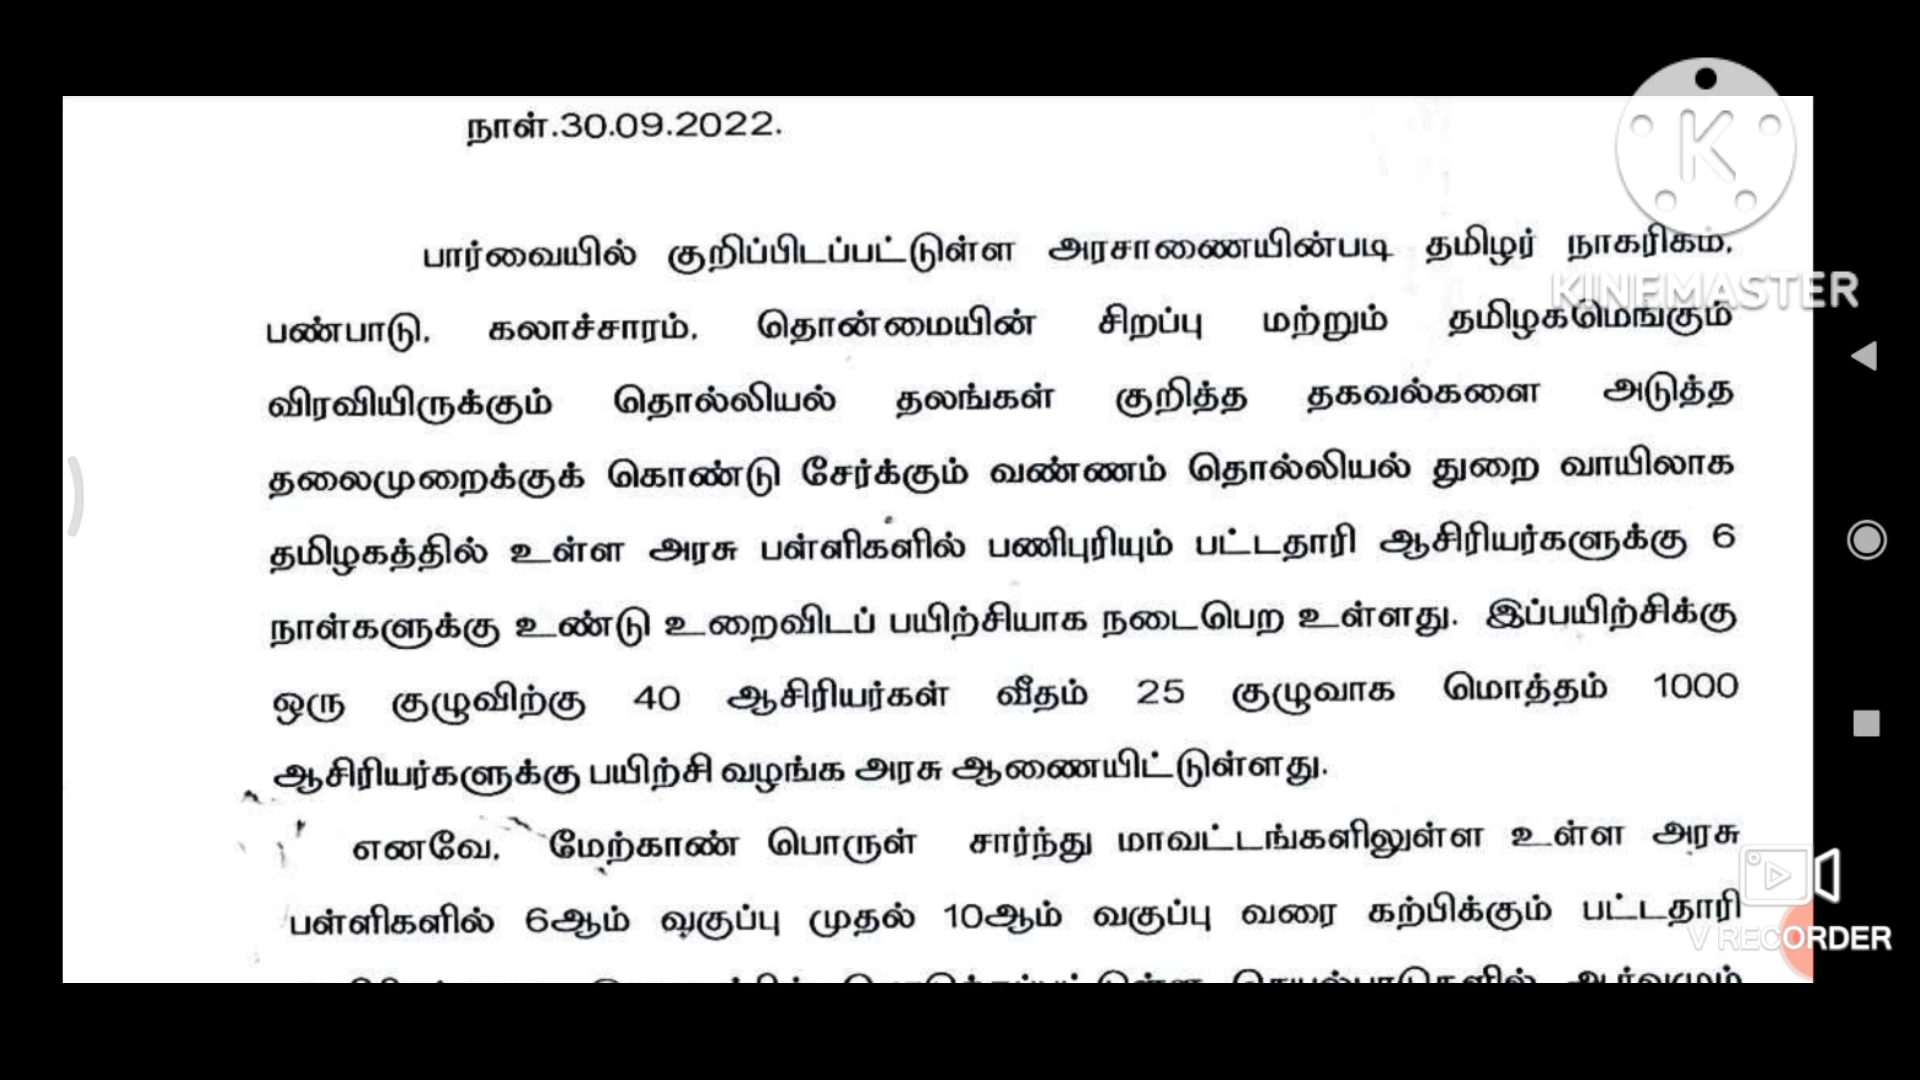 நாள்.30.09.2022.
பார்வையில் குறிப்பிடப்பட்டுள்ள அரசாணையின்படி தமிழர் நாகரிகம்,
பண்பாடு, கலாச்சாரம், தொன்மையின் சிறப்பு மற்றும் தமிழகமெங்கும்
விரவியிருக்கும் தொல்லியல் தலங்கள் குறித்த தகவல்களை அடுத்த
தலைமுறைக்குக் கொண்டு சேர்க்கும் வண்ணம் தொல்லியல் துறை வாயிலாக
தமிழகத்தில் உள்ள அரசு பள்ளிகளில் பணிபுரியும் பட்டதாரி ஆசிரியர்களுக்கு 6
நாள்களுக்கு உண்டு உறைவிடப் பயிற்சியாக நடைபெற உள்ளது. இப்பயிற்சிக்கு
ஒரு குழுவிற்கு 40 ஆசிரியர்கள் வீதம் 25 குழுவாக மொத்தம் 1000
ஆசிரியர்களுக்கு பயிற்சி வழங்க அரசு ஆணையிட்டுள்ளது.
எனவே, மேற்காண் பொருள் சார்ந்து மாவட்டங்களிலுள்ள உள்ள அரசு
பள்ளிகளில் 6ஆம் வகுப்பு முதல் 10ஆம் வகுப்பு வரை கற்பிக்கும் பட்டதாரி
K
KINEMASTER
V RECORDER